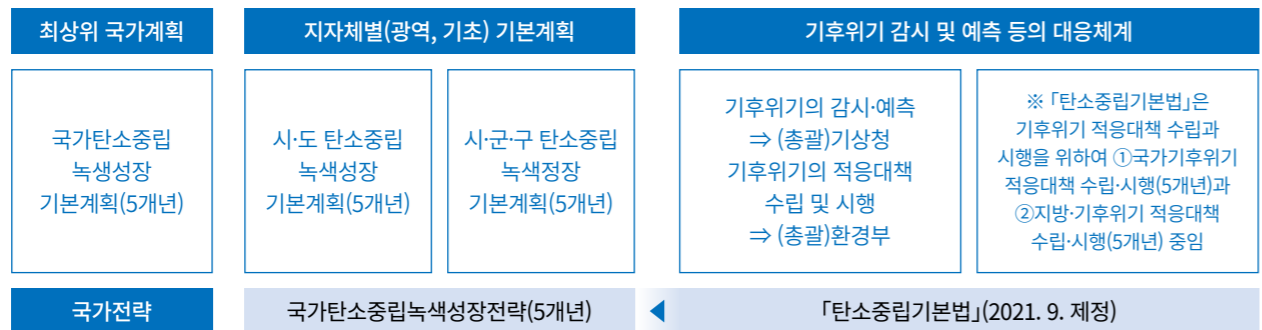 최상위 국가계획
지자체별(광역, 기초) 기본계획
기후위기 감시 및 예측 등의 대응체계
국가탄소중립
녹생성장
기본계획(5개년)
시·도 탄소중립
녹색성장
기본계획(5개년)
시·군·구 탄소중립
녹색정장
기본계획(5개년)
기후위기의 감시·예측
⇒ (총괄)기상청
기후위기의 적응대책
수립 및 시행
⇒ (총괄)환경부
※ 「탄소중립기본법」은
기후위기 적응대책 수립과
시행을 위하여 ①국가기후위기
적응대책 수립·시행(5개년)과
②지방·기후위기 적응대책
수립·시행(5개년) 중임
국가전략
국가탄소중립녹색성장전략(5개년)
「탄소중립기본법」(2021. 9. 제정)